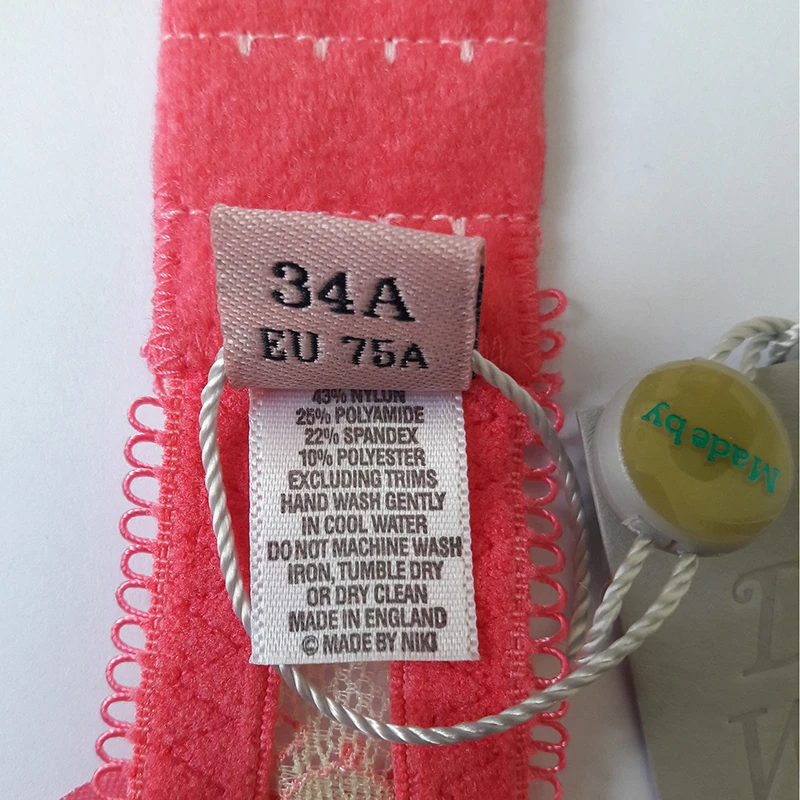 34A
EU 75A
43% NYLON
25% POLYAMIDE
22% SPANDEX
10% POLYESTER
EXCLUDING TRIMS
HAND WASH GENTLY
IN COOL WATER
DO NOT MACHINE WASH
IRON, TUMBLE DRY
OR DRY CLEAN
MADE IN ENGLAND
© MADE BY NIKI
Made by